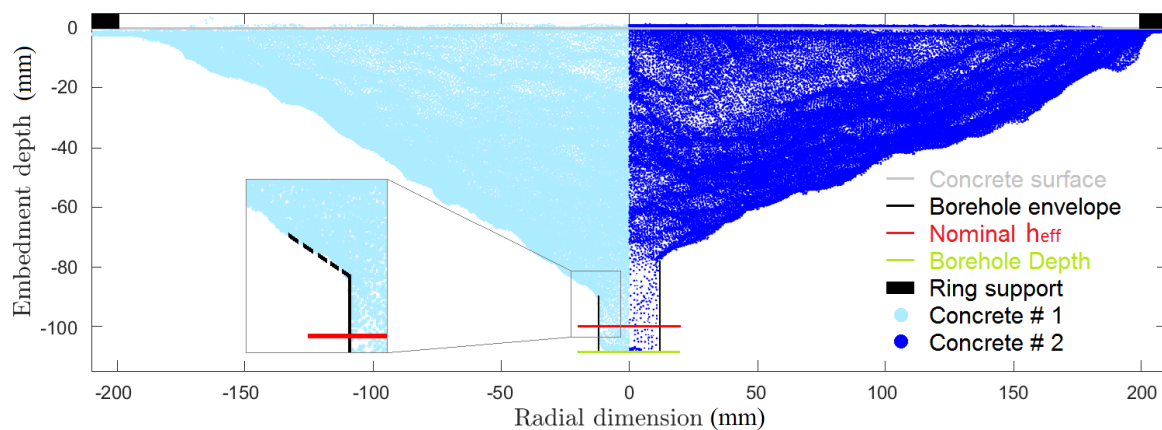 0
-20
-40
-60
-80
-100
Embedment depth (mm)
Concrete surface
Borehole envelope
Nominal heff
Borehole Depth
Ring support
Concrete # 1
Concrete # 2
-200
-150
-100
-50
0
50
100
150
200
Radial dimension (mm)